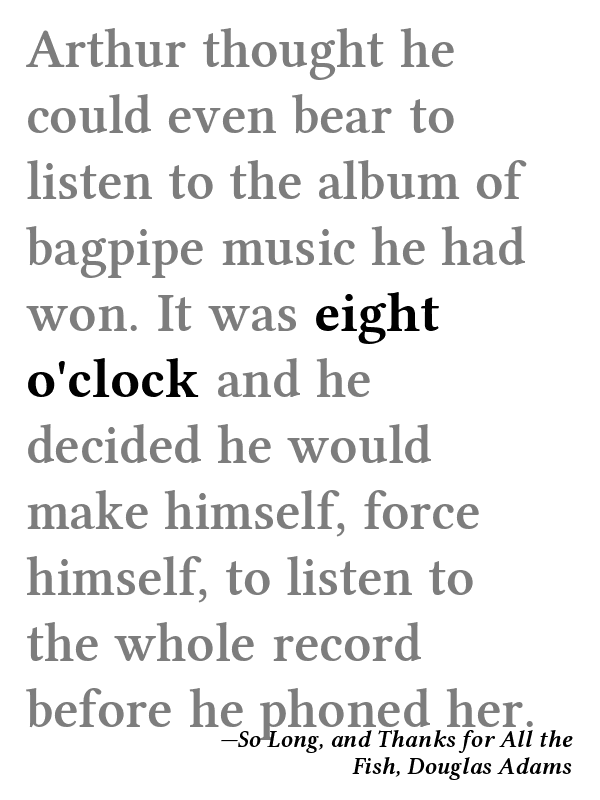 Arthur thought he
could even bear to
listen to the album of
bagpipe music he had
won. It was eight
o'clock and he
decided he would
make himself, force
himself, to listen to
the whole record
before he phoned her.
—So Long, and Thanks for All the
Fish, Douglas Adams